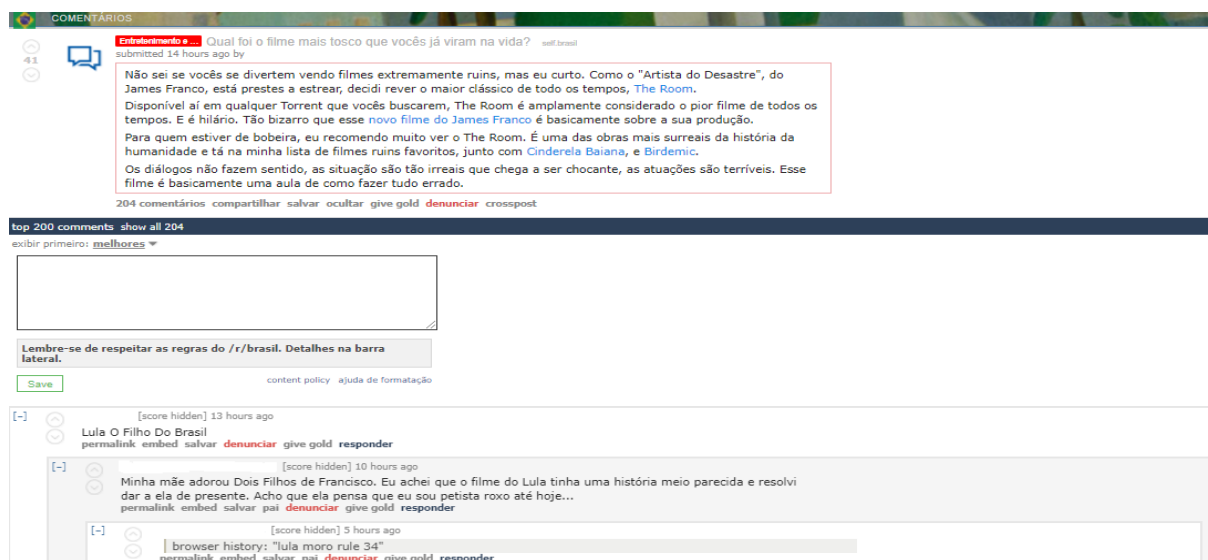 COMENTÁRIOS
Entretenimento e ... Qual foi o filme mais tosco que vocês já viram na vida? self.brasil
41
submitted 14 hours ago by
Não sei se vocês se divertem vendo filmes extremamente ruins, mas eu curto. Como o "Artista do Desastre", do
James Franco, está prestes a estrear, decidi rever o maior clássico de todo os tempos, The Room.
Disponível aí em qualquer Torrent que vocês buscarem, The Room é amplamente considerado o pior filme de todos os
tempos. E é hilário. Tão bizarro que esse novo filme do James Franco é basicamente sobre a sua produção.
Para quem estiver de bobeira, eu recomendo muito ver o The Room. É uma das obras mais surreais da história da
humanidade e tá na minha lista de filmes ruins favoritos, junto com Cinderela Baiana, e Birdemic.
Os diálogos não fazem sentido, as situação são tão irreais que chega a ser chocante, as atuações são terríveis. Esse
filme é basicamente uma aula de como fazer tudo errado.
204 comentários compartilhar salvar ocultar give gold denunciar crosspost
top 200 comments show all 204
exibir primeiro: melhores
Lembre-se de respeitar as regras do /r/brasil. Detalhes na barra
lateral.
Save content policy ajuda de formatação
[–] [score hidden] 13 hours ago
Lula O Filho Do Brasil
permalink embed salvar denunciar give gold responder
[–] [score hidden] 10 hours ago
Minha mãe adorou Dois Filhos de Francisco. Eu achei que o filme do Lula tinha uma história meio parecida e resolvi
dar a ela de presente. Acho que ela pensa que eu sou petista roxo até hoje...
permalink embed salvar pai denunciar give gold responder
[–] [score hidden] 5 hours ago
browser history: "lula moro rule 34"
permalink embed salvar pai denunciar give gold responder